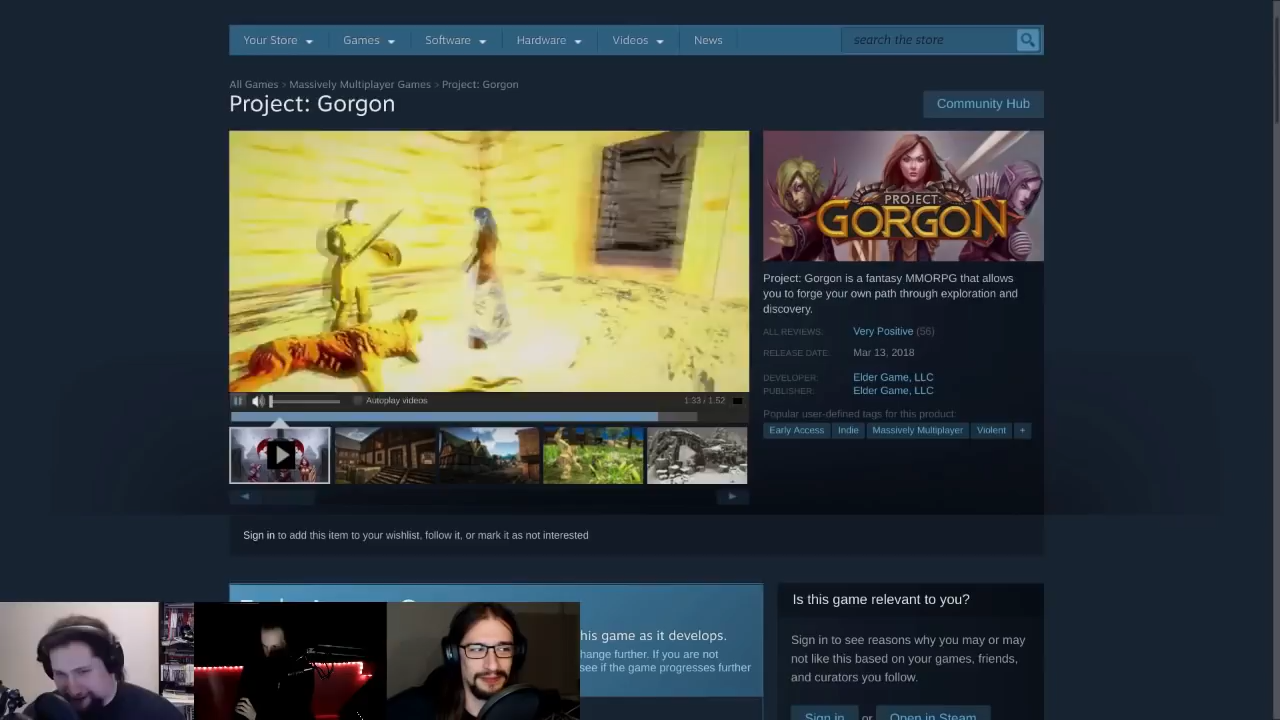 Your Store
Games
Software
Hardware
Videos
News
search the store
All Games > Massively Multiplayer Games > Project: Gorgon
Project: Gorgon
Community Hub
PROJECT:
GORGON
Project: Gorgon is a fantasy MMORPG that allows
you to forge your own path through exploration and
discovery.
ALL REVIEWS: Very Positive (56)
RELEASE DATE: Mar 13, 2018
DEVELOPER: Elder Game, LLC
PUBLISHER: Elder Game, LLC
Popular user-defined tags for this product:
Early Access Indie Massively Multiplayer Violent +
Autoplay videos
1:33 / 1:52
Sign in to add this item to your wishlist, follow it, or mark it as not interested
his game as it develops.
hange further. If you are not
see if the game progresses further
Is this game relevant to you?
Sign in to see reasons why you may or may
not like this based on your games, friends,
and curators you follow.
Sign in or Open in Steam